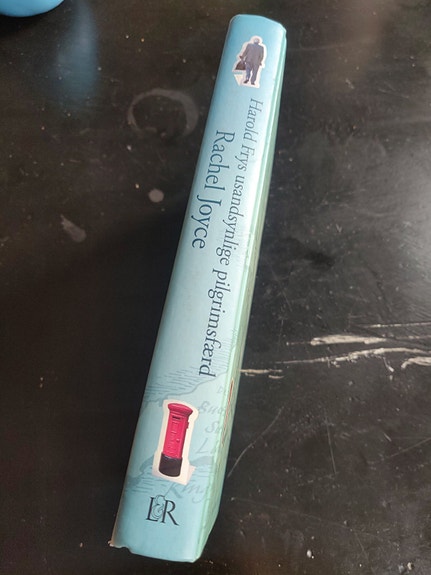 Harold Frys usandsynlige pilgrimsfærd
Rachel Joyce
L&R